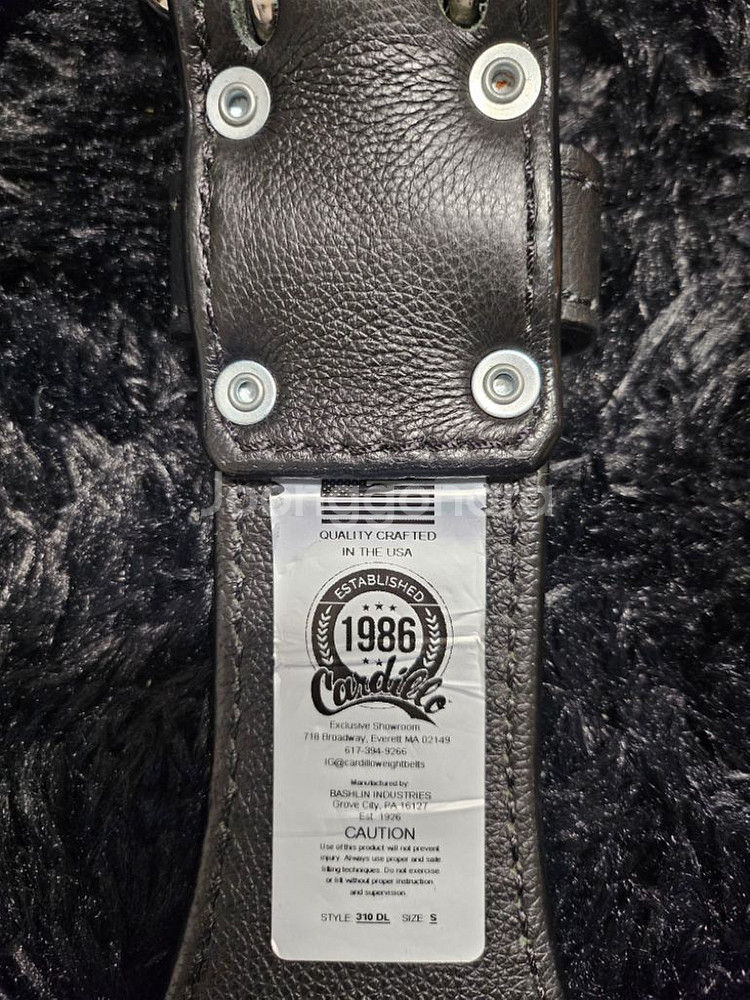 Joonggonara
QUALITY CRAFTED
IN THE USA
ESTABLISHED
1986
Cardillo
Exclusive Showroom
718 Broadway, Everett MA 02149
617-394-9266
IG@cardilloweightbelts
Manufactured by:
BASHLIN INDUSTRIES
Grove City, PA 16127
Est. 1926
CAUTION
Use of this product will not prevent
injury. Always use proper and safe
lifting techniques. Do not exercise
or lift without proper instruction
and supervision.
STYLE: 310 DL SIZE: S